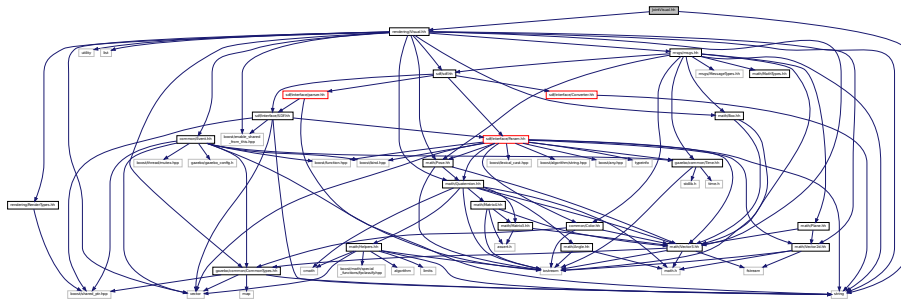 JointVisual.hh
rendering/Visual.hh
utility
list
msgs/msgs.hh
sdf/sdf.hh
msgs/MessageTypes.hh
math/MathTypes.hh
sdf/interface/parser.hh
sdf/interface/Converter.hh
sdf/interface/SDF.hh
math/Box.hh
common/Event.hh
boost/enable_shared
_from_this.hpp
sdf/interface/Param.hh
boost/thread/mutex.hpp
gazebo/gazebo_config.h
boost/function.hpp
boost/bind.hpp
math/Pose.hh
boost/lexical_cast.hpp
boost/algorithm/string.hpp
boost/any.hpp
typeinfo
gazebo/common/Time.hh
math/Quaternion.hh
stdlib.h
time.h
rendering/RenderTypes.hh
math/Matrix4.hh
math/Matrix3.hh
common/Color.hh
math/Plane.hh
math/Helpers.hh
assert.h
math/Angle.hh
math/Vector3.hh
math/Vector2d.hh
gazebo/common/CommonTypes.hh
cmath
boost/math/special
_functions/fpclassify.hpp
algorithm
limits
iostream
math.h
fstream
boost/shared_ptr.hpp
vector
map
string